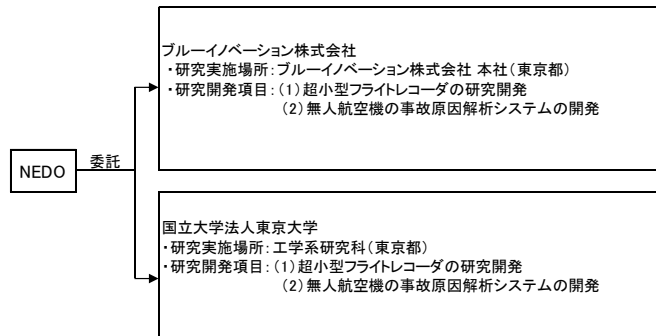 ブルーイノベーション株式会社
・研究実施場所：ブルーイノベーション株式会社 本社（東京都）
・研究開発項目：（１）超小型フライトレコーダの研究開発
（２）無人航空機の事故原因解析システムの開発
NEDO
委託
国立大学法人東京大学
・研究実施場所：工学系研究科（東京都）
・研究開発項目：（１）超小型フライトレコーダの研究開発
（２）無人航空機の事故原因解析システムの開発